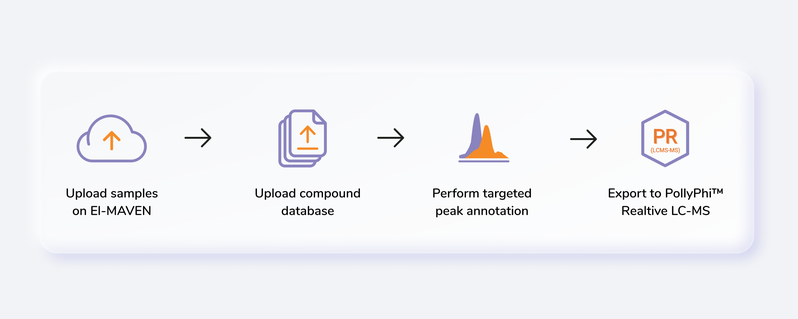 PR
(LCMS-MS)
Upload samples
on EI-MAVEN
Upload compound
database
Perform targeted
peak annotation
Export to PollyPhi™
Realtive LC-MS